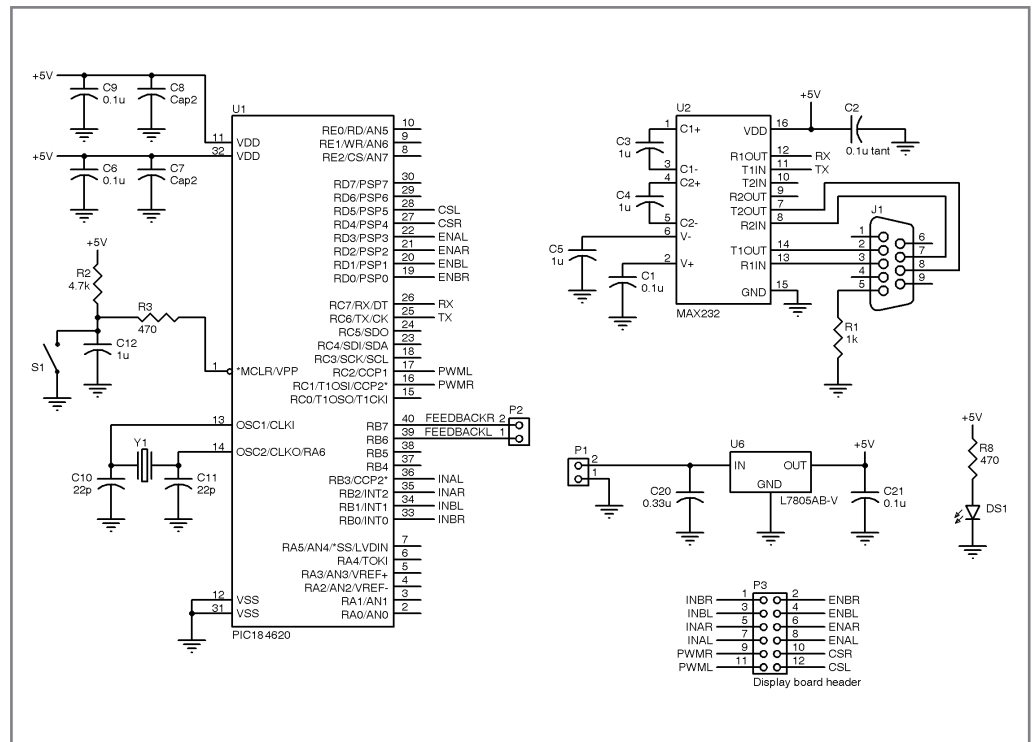 +5V
C9
0.1u
C8
Cap2
+5V
C6
0.1u
C7
Cap2
+5V
R2
4.7k
R3
470
C12
1u
S1
Y1
C10
22p
C11
22p
U1
11 VDD
32 VDD
1 *MCLR/VPP
13 OSC1/CLKI
14 OSC2/CLKO/RA6
12 VSS
31 VSS
RE0/RD/AN5 10
RE1/WR/AN6 9
RE2/CS/AN7 8
RD7/PSP7 30
RD6/PSP6 29
RD5/PSP5 28 CSL
RD4/PSP4 27 CSR
RD3/PSP3 22 ENAL
RD2/PSP2 21 ENAR
RD1/PSP1 20 ENBL
RD0/PSP0 19 ENBR
RC7/RX/DT 26 RX
RC6/TX/CK 25 TX
RC5/SDO 24
RC4/SDI/SDA 23
RC3/SCK/SCL 18
RC2/CCP1 17 PWML
RC1/T1OSI/CCP2* 16 PWMR
RC0/T1OSO/T1CKI 15
RB7 40 FEEDBACKR 2
RB6 39 FEEDBACKL 1
P2
RB5 38
RB4 37
RB3/CCP2* 36 INAL
RB2/INT2 35 INAR
RB1/INT1 34 INBL
RB0/INT0 33 INBR
RA5/AN4/*SS/LVDIN 7
RA4/TOKI 6
RA3/AN3/VREF+ 5
RA2/AN2/VREF- 4
RA1/AN1 3
RA0/AN0 2
PIC184620
U2
C3
1u
C4
1u
C5
1u
C1
0.1u
1 C1+
3 C1-
4 C2+
5 C2-
6 V-
2 V+
VDD 16
R1OUT 12 RX
T1IN 11 TX
T2IN 10
R2OUT 9
T2OUT 7
R2IN 8
T1OUT 14
R1IN 13
GND 15
MAX232
+5V
C2
0.1u tant
J1
1
2
3
4
5
6
7
8
9
R1
1k
P1
2
1
C20
0.33u
U6
IN OUT
GND
L7805AB-V
+5V
C21
0.1u
+5V
R8
470
DS1
P3
INBR 1 2 ENBR
INBL 3 4 ENBL
INAR 5 6 ENAR
INAL 7 8 ENAL
PWMR 9 10 CSR
PWML 11 12 CSL
Display board header